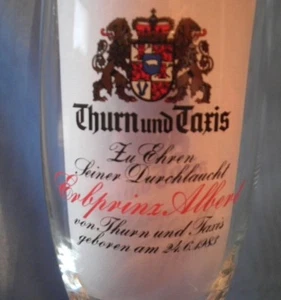 Thurn und Taxis
Zu Ehren
Seiner Durchlaucht
Erbprinz Albert
von Thurn und Taxis
geboren am 24.6.1983